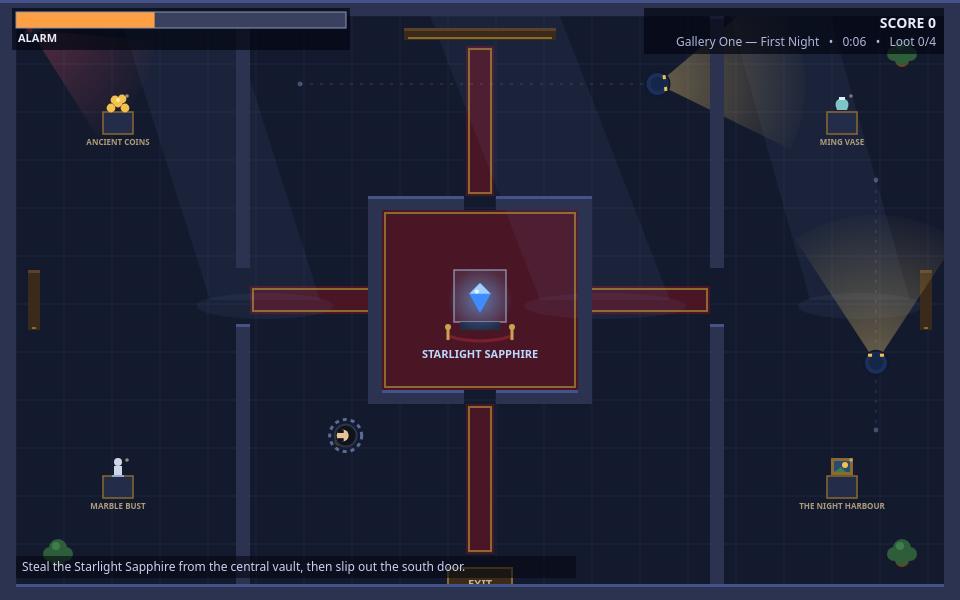 ALARM
SCORE 0
Gallery One — First Night • 0:06 • Loot 0/4
ANCIENT COINS
MING VASE
STARLIGHT SAPPHIRE
MARBLE BUST
THE NIGHT HARBOUR
Steal the Starlight Sapphire from the central vault, then slip out the south door.
EXIT